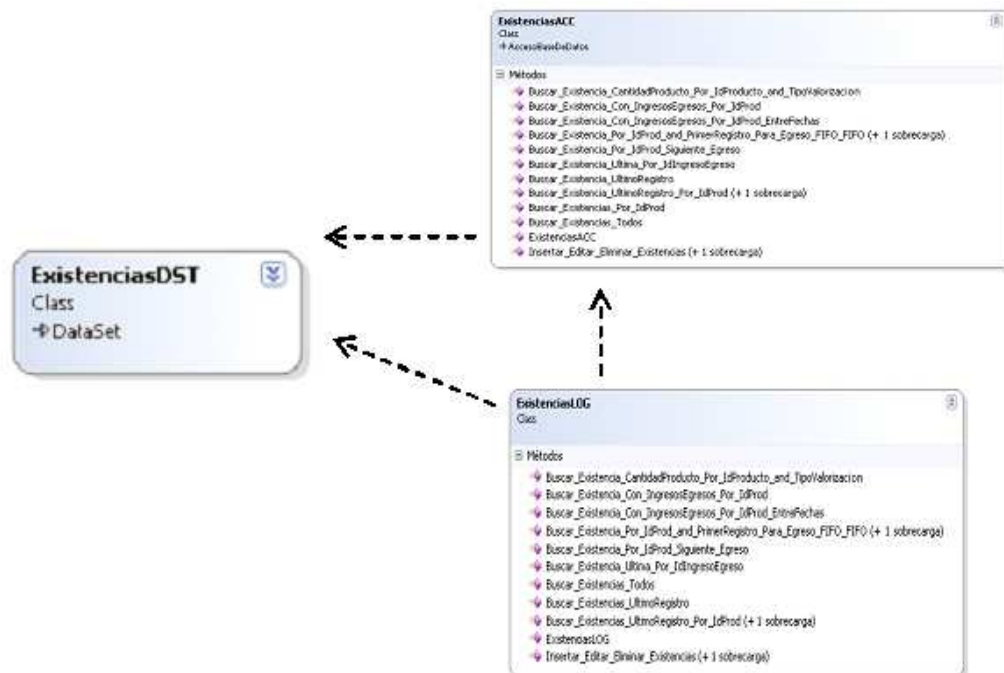 ExistenciasACC
Class
AccesoBaseDeDatos
Métodos
Buscar_Existencia_CantidadProducto_Por_IdProducto_and_TipoValorizacion
Buscar_Existencia_Con_IngresosEgresos_Por_IdProd
Buscar_Existencia_Con_IngresosEgresos_Por_IdProd_EntreFechas
Buscar_Existencia_Por_IdProd_and_PrimerRegistro_Para_Egreso_FIFO_FIFO (+ 1 sobrecarga)
Buscar_Existencia_Por_IdProd_Siguiente_Egreso
Buscar_Existencia_Ultima_Por_IdIngresoEgreso
Buscar_Existencia_UltimoRegistro
Buscar_Existencia_UltimoRegistro_Por_IdProd (+ 1 sobrecarga)
Buscar_Existencias_Por_IdProd
Buscar_Existencias_Todos
ExistenciasACC
Insertar_Editar_Eliminar_Existencias (+ 1 sobrecarga)
ExistenciasDST
Class
DataSet
ExistenciasLOG
Class
Métodos
Buscar_Existencia_CantidadProducto_Por_IdProducto_and_TipoValorizacion
Buscar_Existencia_Con_IngresosEgresos_Por_IdProd
Buscar_Existencia_Con_IngresosEgresos_Por_IdProd_EntreFechas
Buscar_Existencia_Por_IdProd_and_PrimerRegistro_Para_Egreso_FIFO_FIFO (+ 1 sobrecarga)
Buscar_Existencia_Por_IdProd_Siguiente_Egreso
Buscar_Existencia_Ultima_Por_IdIngresoEgreso
Buscar_Existencias_Todos
Buscar_Existencias_UltimoRegistro
Buscar_Existencias_UltimoRegistro_Por_IdProd (+ 1 sobrecarga)
ExistenciasLOG
Insertar_Editar_Eliminar_Existencias (+ 1 sobrecarga)